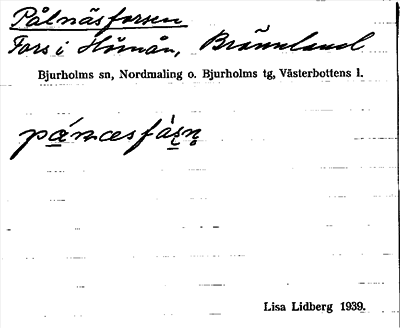 Pålnäsforsen
Fors i Hörnån, Brännland
Bjurholms sn, Nordmaling o. Bjurholms tg, Västerbottens l.
Lisa Lidberg 1939.